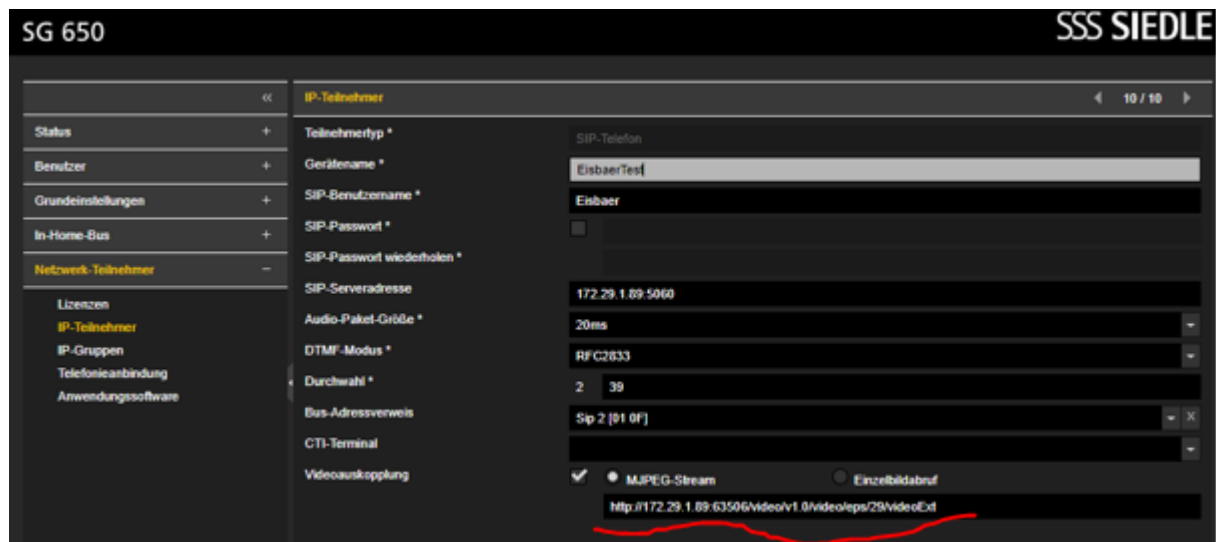 SG 650
SSS SIEDLE
«
IP-Teilnehmer
10 / 10
Status +
Benutzer +
Grundeinstellungen +
In-Home-Bus +
Netzwerk-Teilnehmer −
Lizenzen
IP-Teilnehmer
IP-Gruppen
Telefonieanbindung
Anwendungssoftware
Teilnehmertyp * SIP-Telefon
Gerätename * EisbaerTest
SIP-Benutzername * Eisbaer
SIP-Passwort *
SIP-Passwort wiederholen *
SIP-Serveradresse 172.29.1.89:5060
Audio-Paket-Größe * 20ms
DTMF-Modus * RFC2833
Durchwahl * 2 39
Bus-Adressverweis Sip 2 [01 0F] X
CTI-Terminal
Videoauskopplung MJPEG-Stream Einzelbildabruf
http://172.29.1.89:63506/video/v1.0/video/eps/29/videoExt